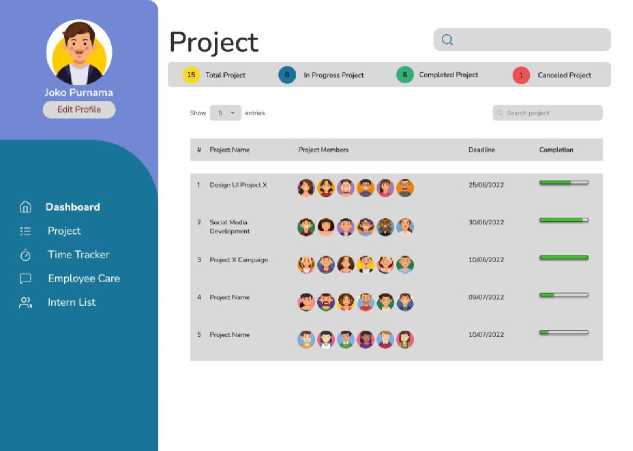 Project
Joko Purnama
Edit Profile
15 Total Project
In Progress Project
Completed Project
1 Canceled Project
Show 5 entries
Search project
# Project Name Project Members Deadline Completion
1 Design UI Project X 25/08/2022
2 Social Media
Development 30/06/2022
3 Project X Campaign 10/06/2022
4 Project Name 09/07/2022
5 Project Name 10/07/2022
Dashboard
Project
Time Tracker
Employee Care
Intern List